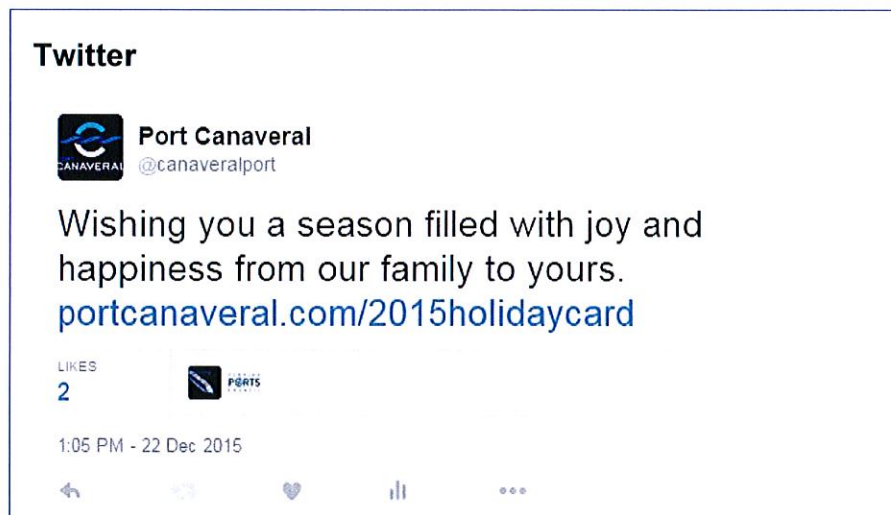 Twitter
CANAVERAL
Port Canaveral
@canaveralport
Wishing you a season filled with joy and
happiness from our family to yours.
portcanaveral.com/2015holidaycard
LIKES
2
PORTS
1:05 PM - 22 Dec 2015